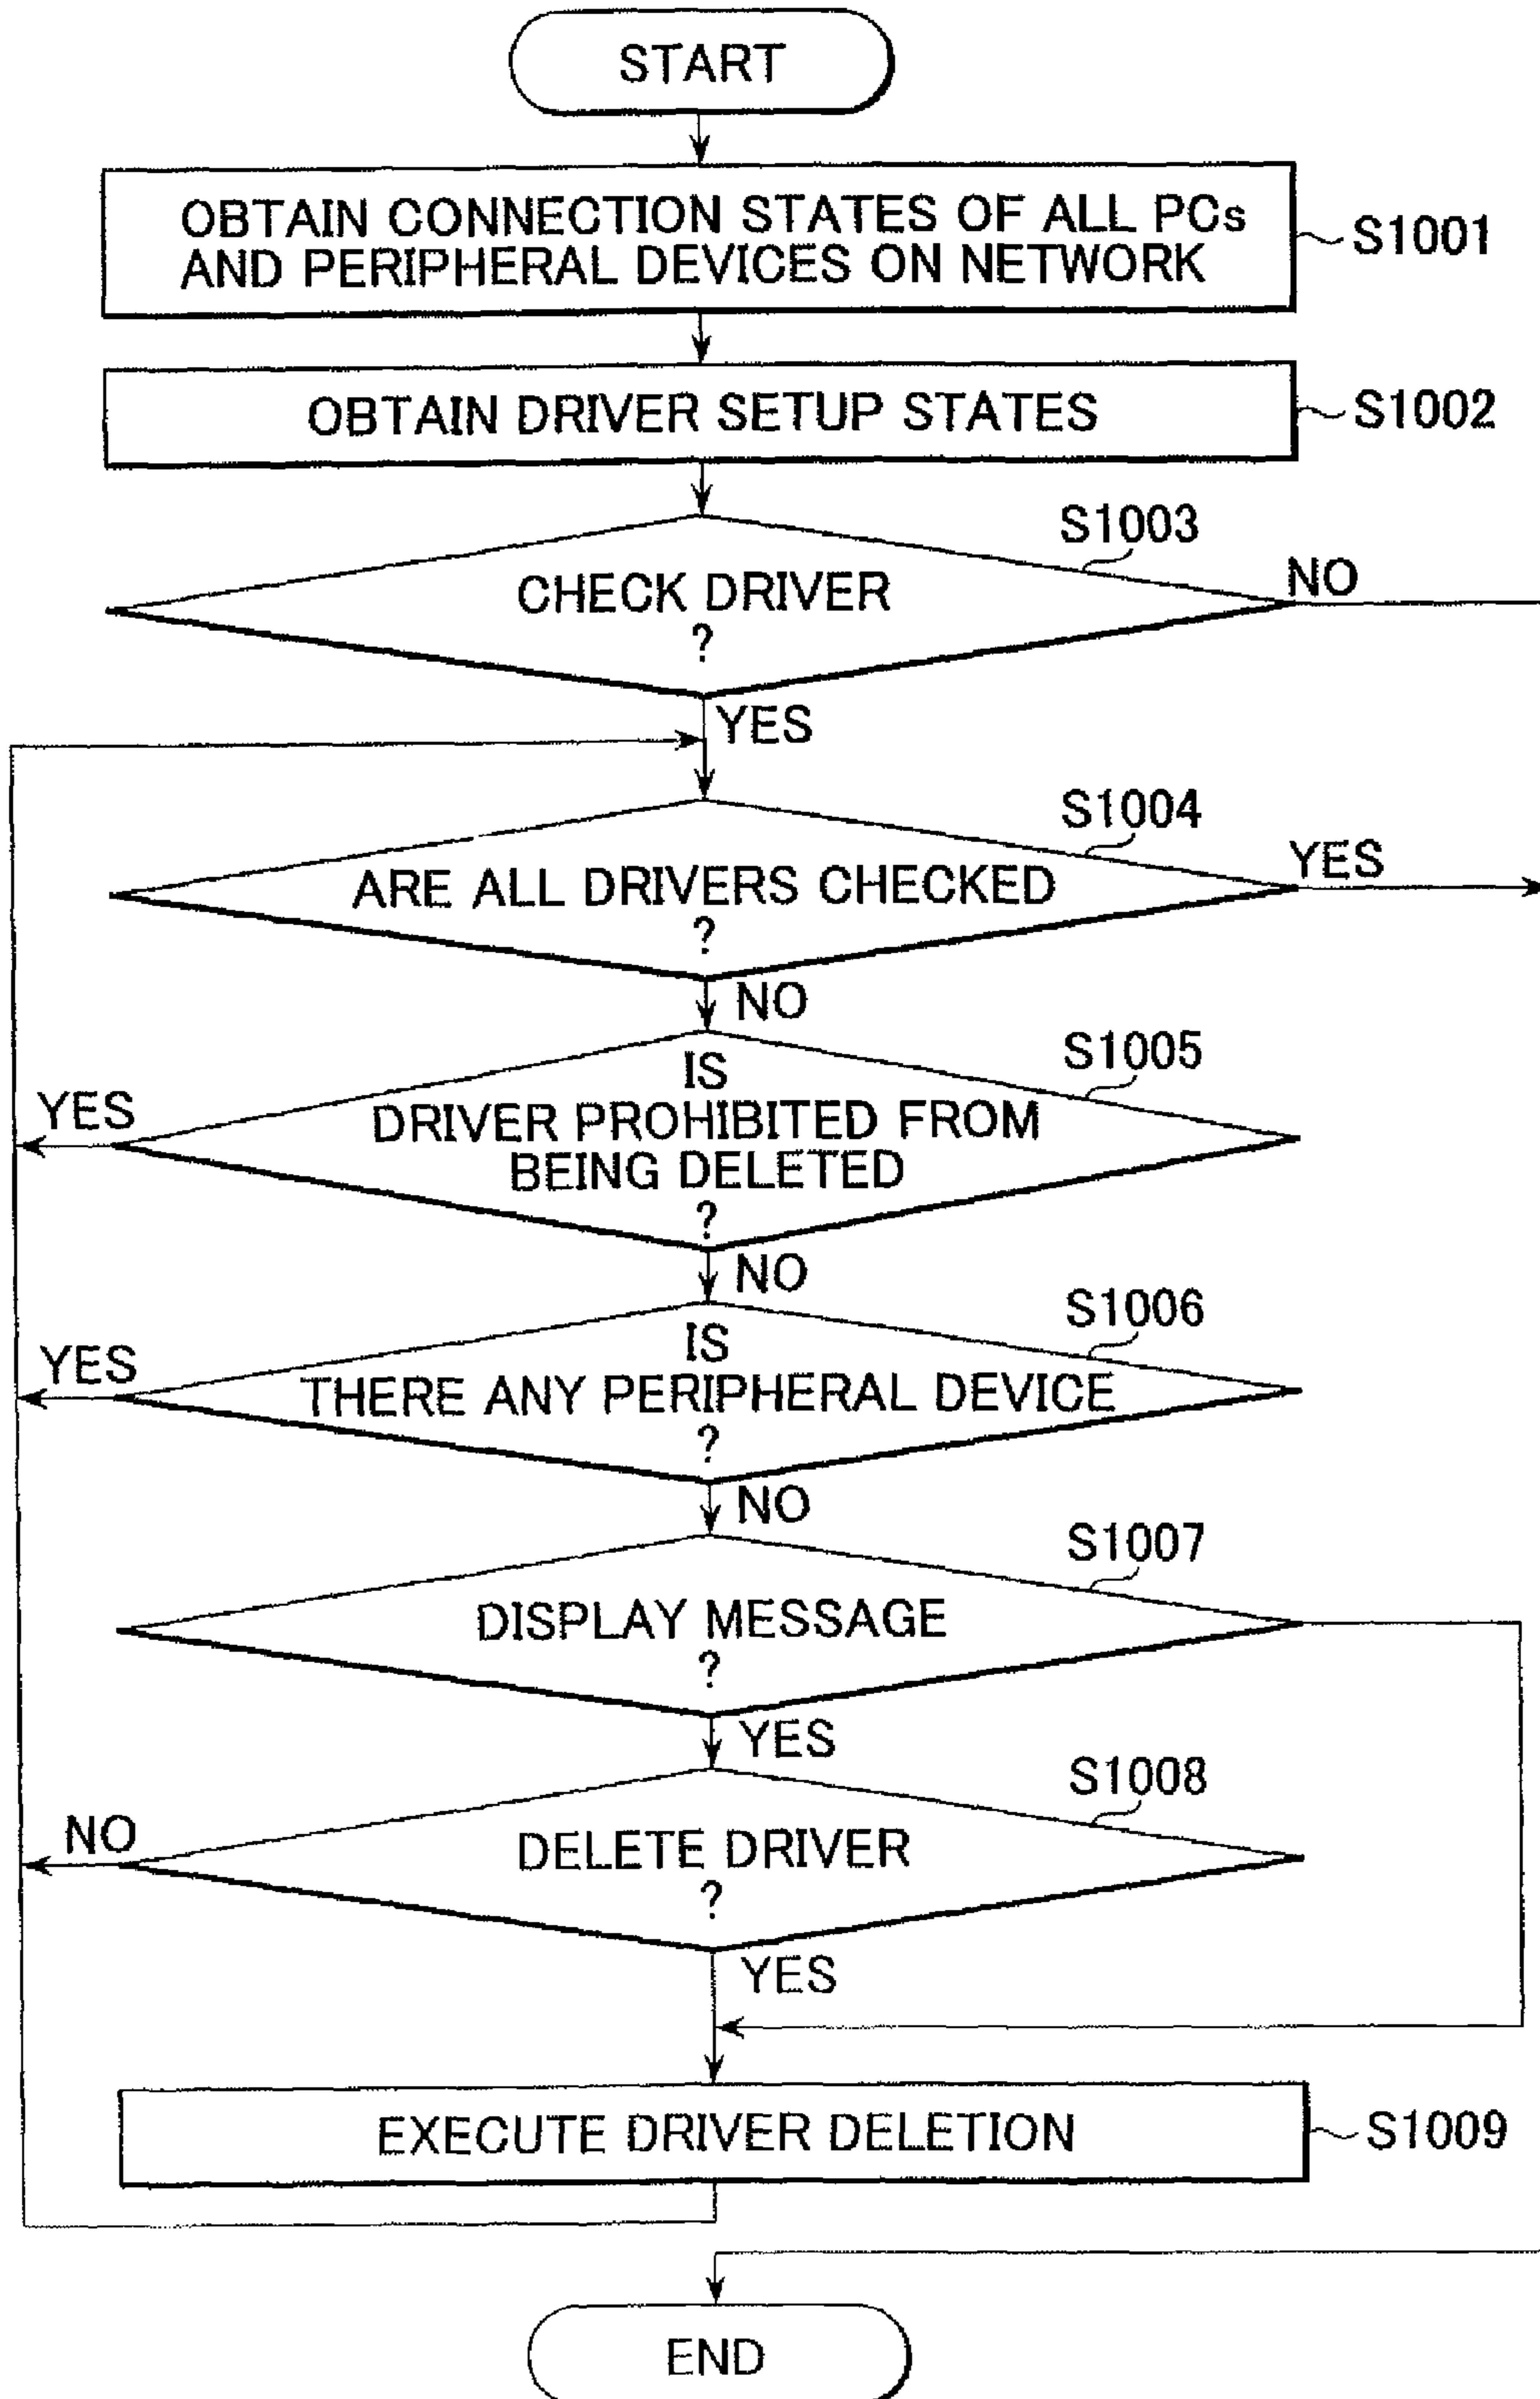 START
OBTAIN CONNECTION STATES OF ALL PCs
AND PERIPHERAL DEVICES ON NETWORK
S1001
OBTAIN DRIVER SETUP STATES
S1002
S1003
CHECK DRIVER
?
NO
YES
S1004
ARE ALL DRIVERS CHECKED
?
YES
NO
S1005
IS
DRIVER PROHIBITED FROM
BEING DELETED
?
YES
NO
S1006
IS
THERE ANY PERIPHERAL DEVICE
?
YES
NO
S1007
DISPLAY MESSAGE
?
YES
S1008
DELETE DRIVER
?
NO
YES
EXECUTE DRIVER DELETION
S1009
END